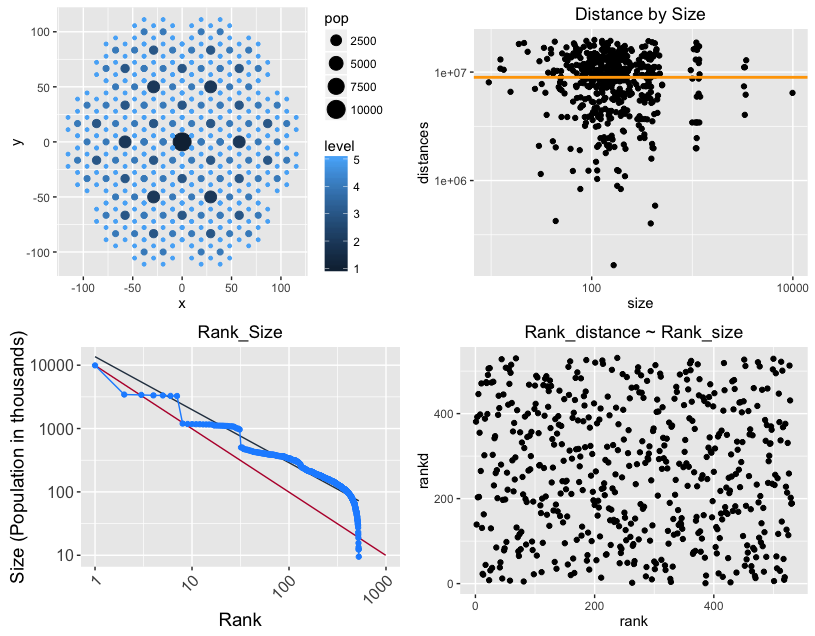 pop
2500
5000
7500
10000
level
5
4
3
2
1
100
50
0
-50
-100
y
-100 -50 0 50 100
x
Distance by Size
1e+07
1e+06
distances
100 10000
size
Rank_Size
10000
1000
100
10
Size (Population in thousands)
1 10 100 1000
Rank
Rank_distance ~ Rank_size
400
200
0
rankd
0 200 400
rank